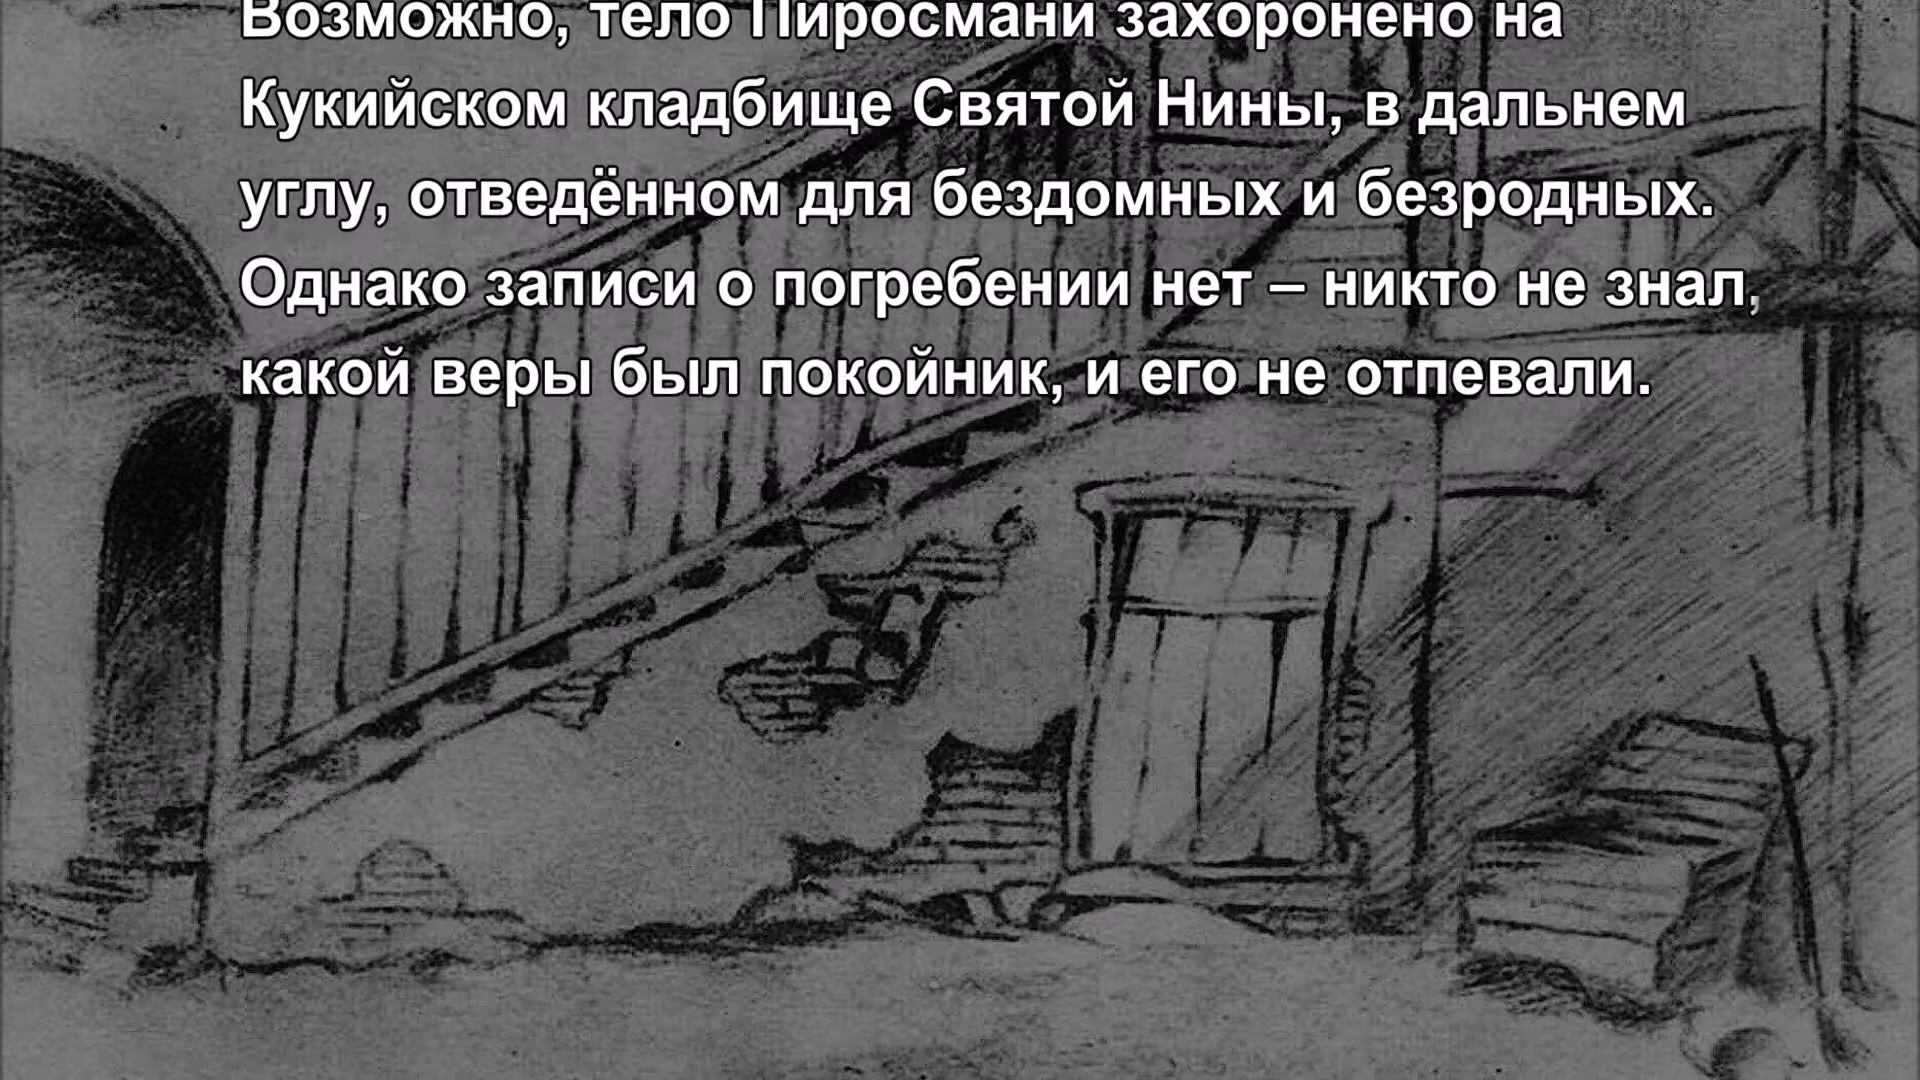 Возможно, тело Пиросмани захоронено на
Кукийском кладбище Святой Нины, в дальнем
углу, отведённом для бездомных и безродных.
Однако записи о погребении нет – никто не знал,
какой веры был покойник, и его не отпевали.